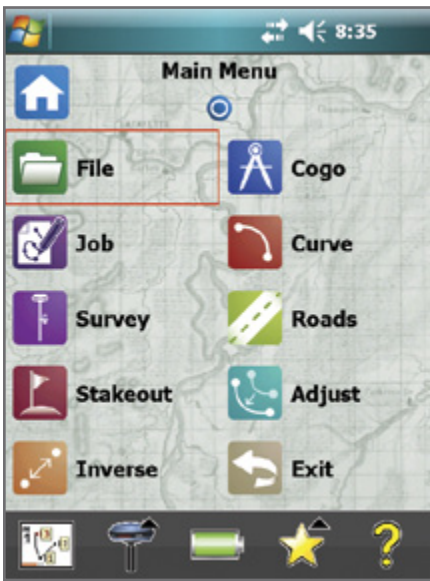 8:35
Main Menu
File
Cogo
Job
Curve
Survey
Roads
Stakeout
Adjust
Inverse
Exit
?